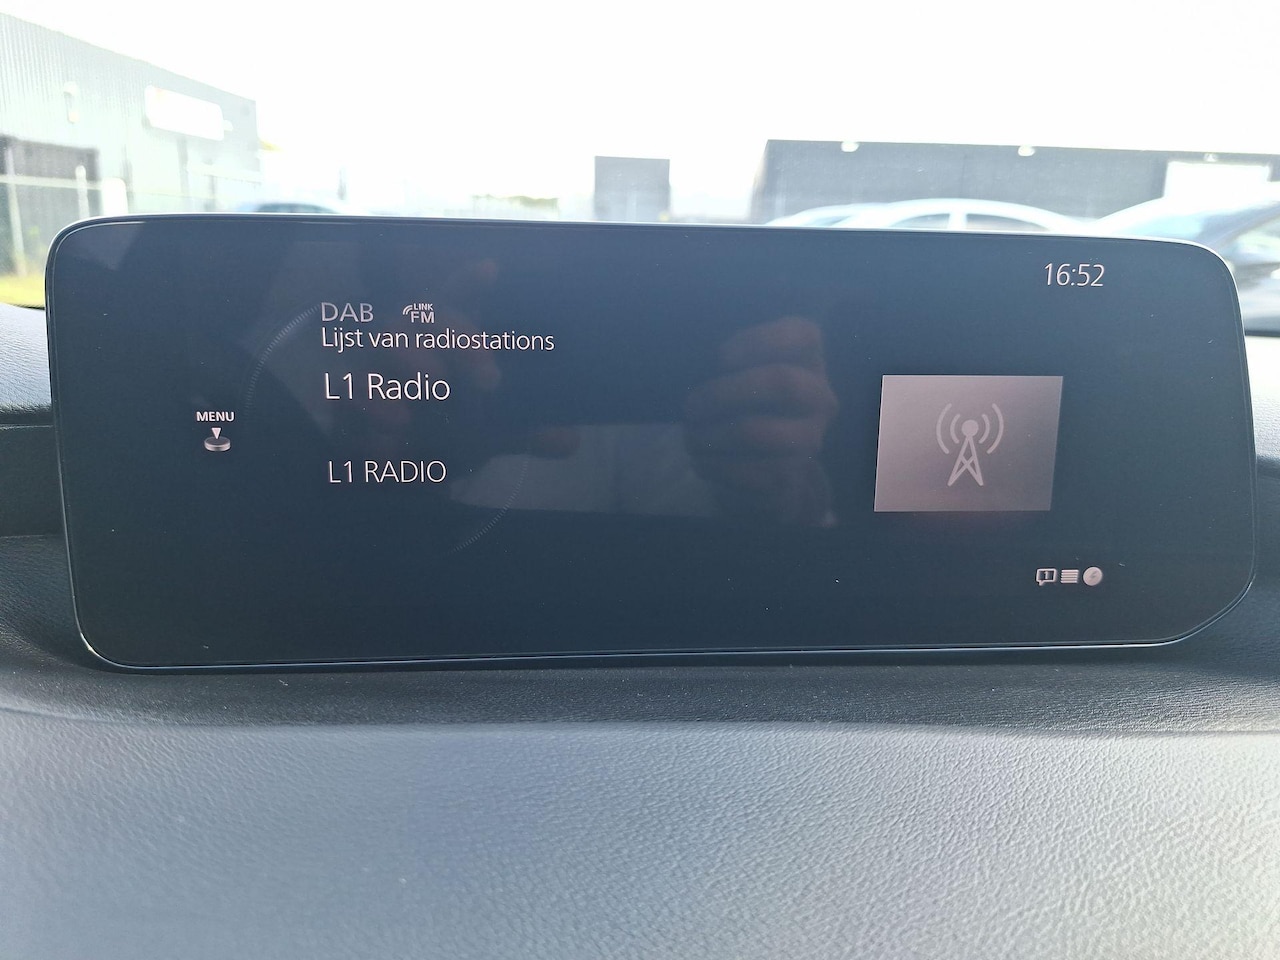 16:52
DAB LINK FM
Lijst van radiostations
L1 Radio
MENU
L1 RADIO